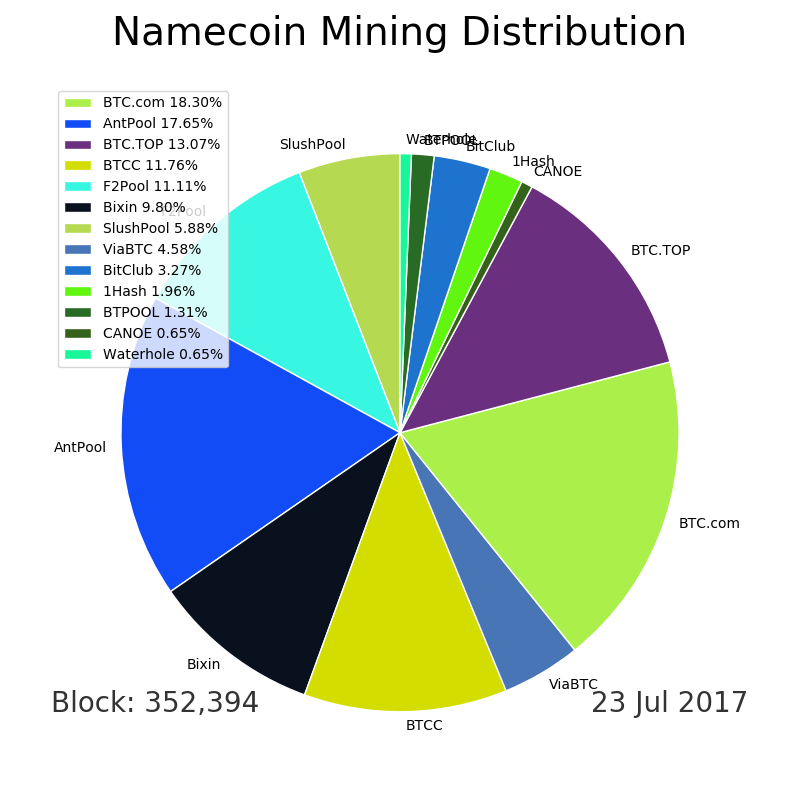 Namecoin Mining Distribution
BTC.com 18.30%
AntPool 17.65%
BTC.TOP 13.07%
BTCC 11.76%
F2Pool 11.11%
Bixin 9.80%
SlushPool 5.88%
ViaBTC 4.58%
BitClub 3.27%
1Hash 1.96%
BTPOOL 1.31%
CANOE 0.65%
Waterhole 0.65%
SlushPool
Waterhole
BTPOOL
BitClub
1Hash
CANOE
F2Pool
BTC.TOP
AntPool
BTC.com
Bixin
ViaBTC
BTCC
Block: 352,394
23 Jul 2017